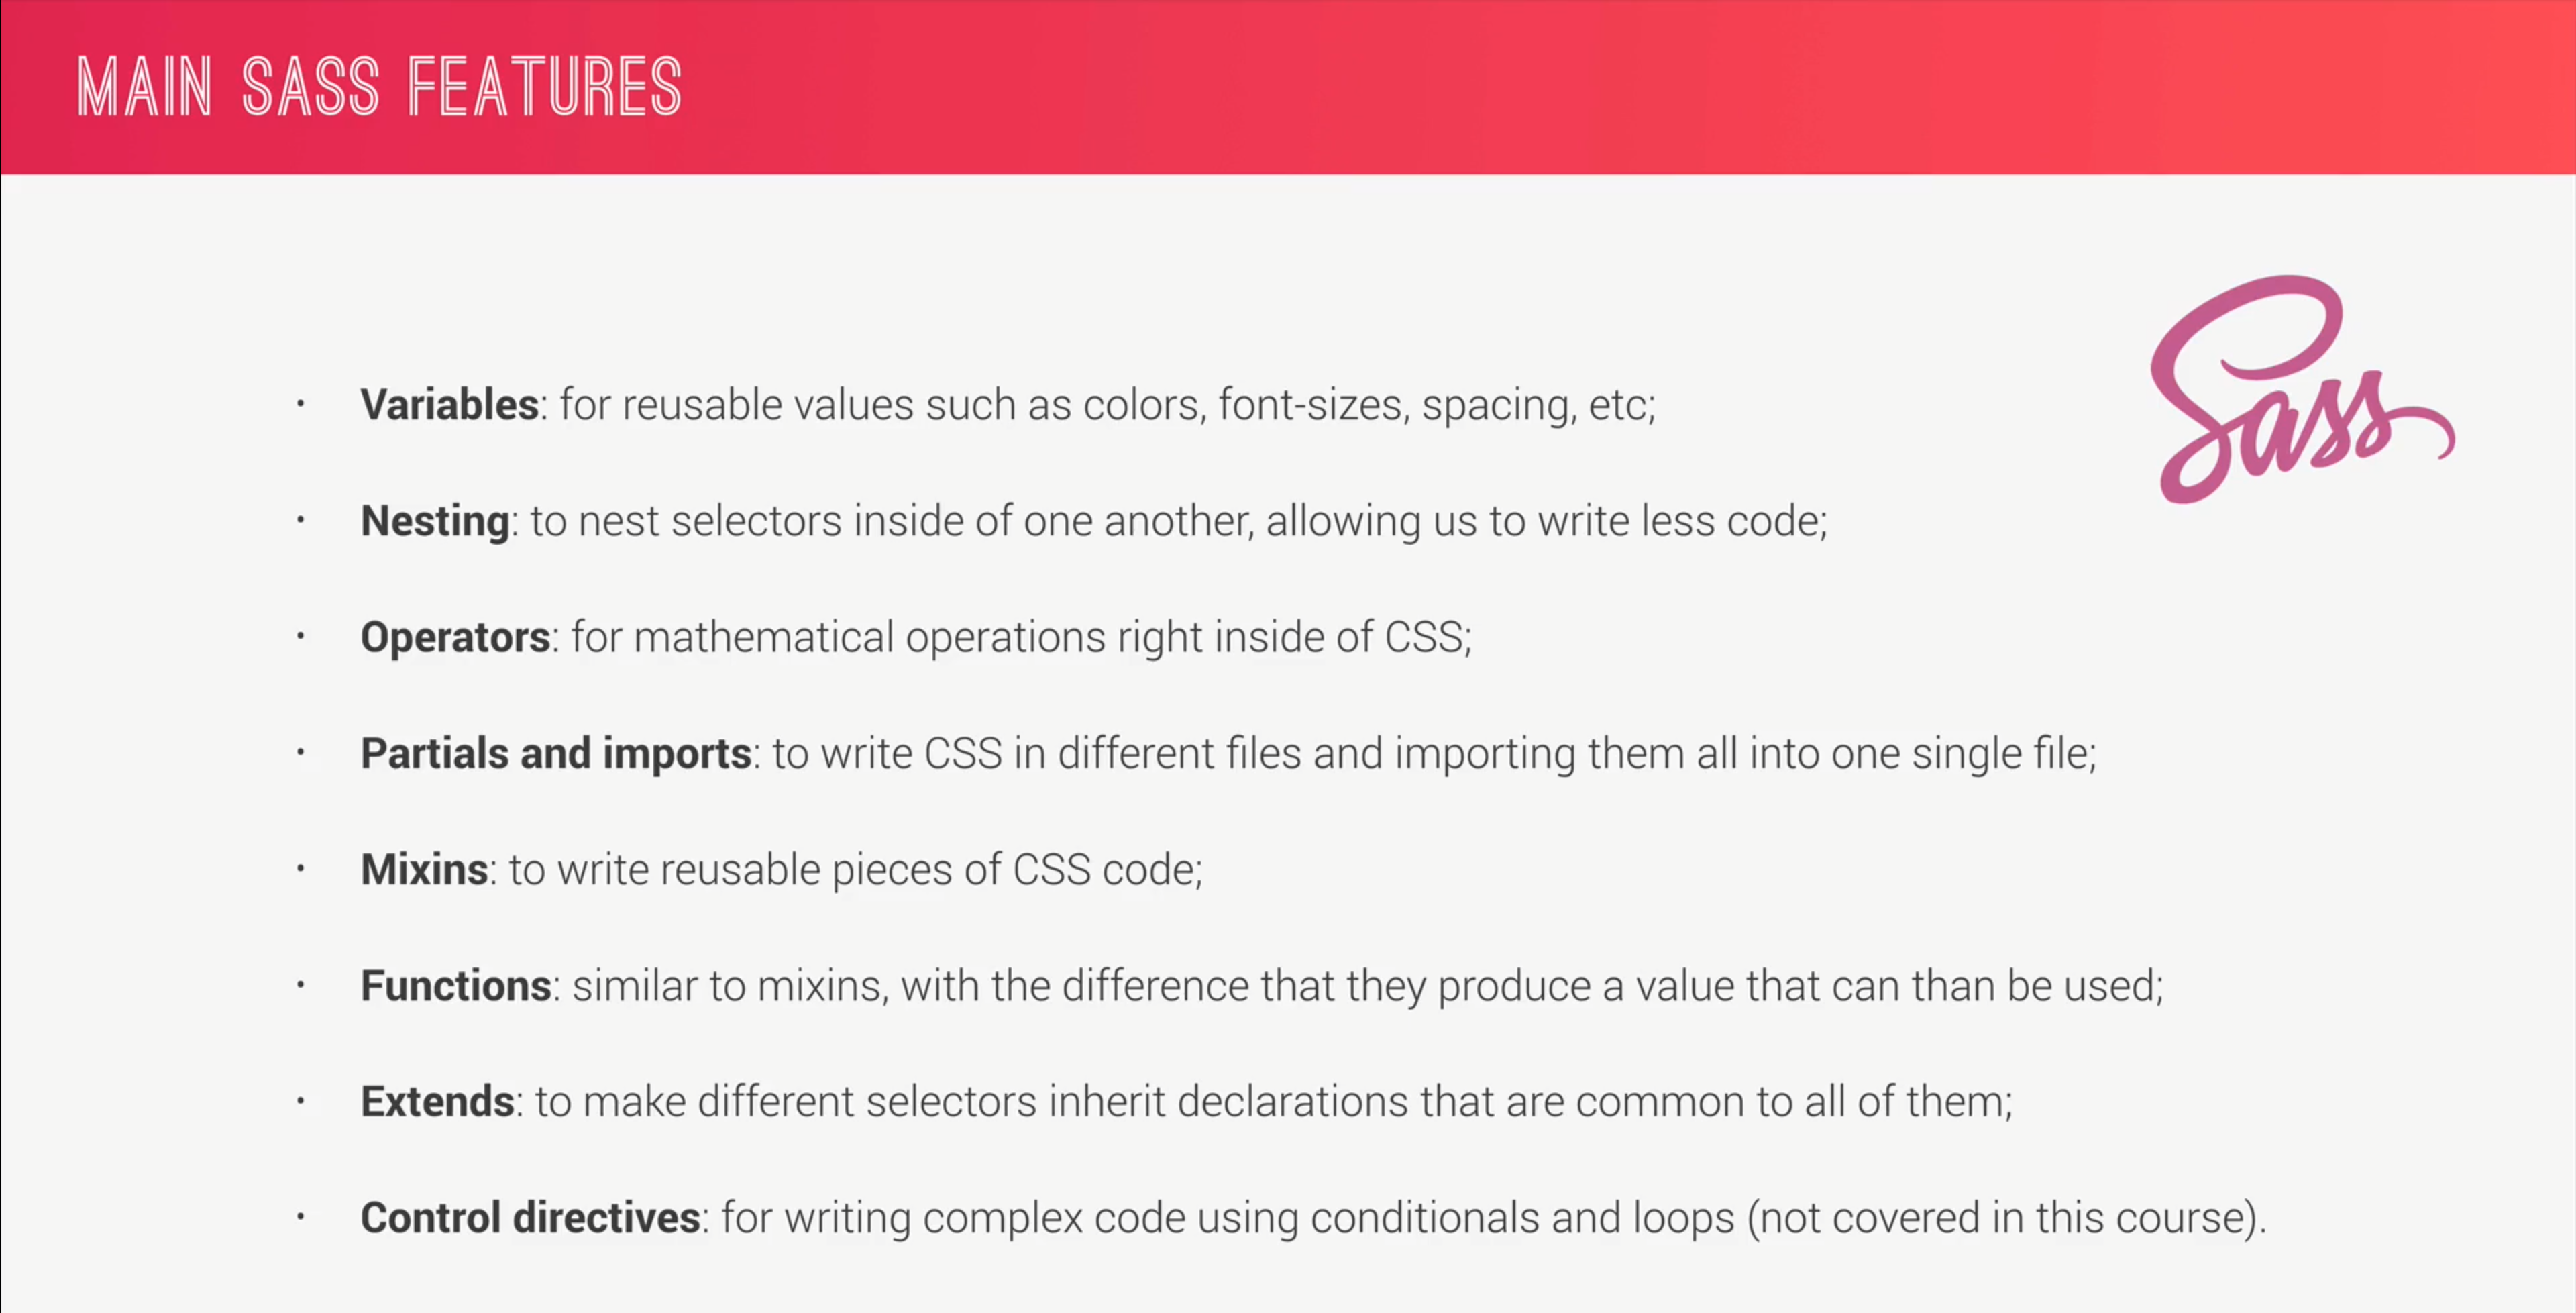 MAIN SASS FEATURES
Sass
• Variables: for reusable values such as colors, font-sizes, spacing, etc;
• Nesting: to nest selectors inside of one another, allowing us to write less code;
• Operators: for mathematical operations right inside of CSS;
• Partials and imports: to write CSS in different files and importing them all into one single file;
• Mixins: to write reusable pieces of CSS code;
• Functions: similar to mixins, with the difference that they produce a value that can than be used;
• Extends: to make different selectors inherit declarations that are common to all of them;
• Control directives: for writing complex code using conditionals and loops (not covered in this course).